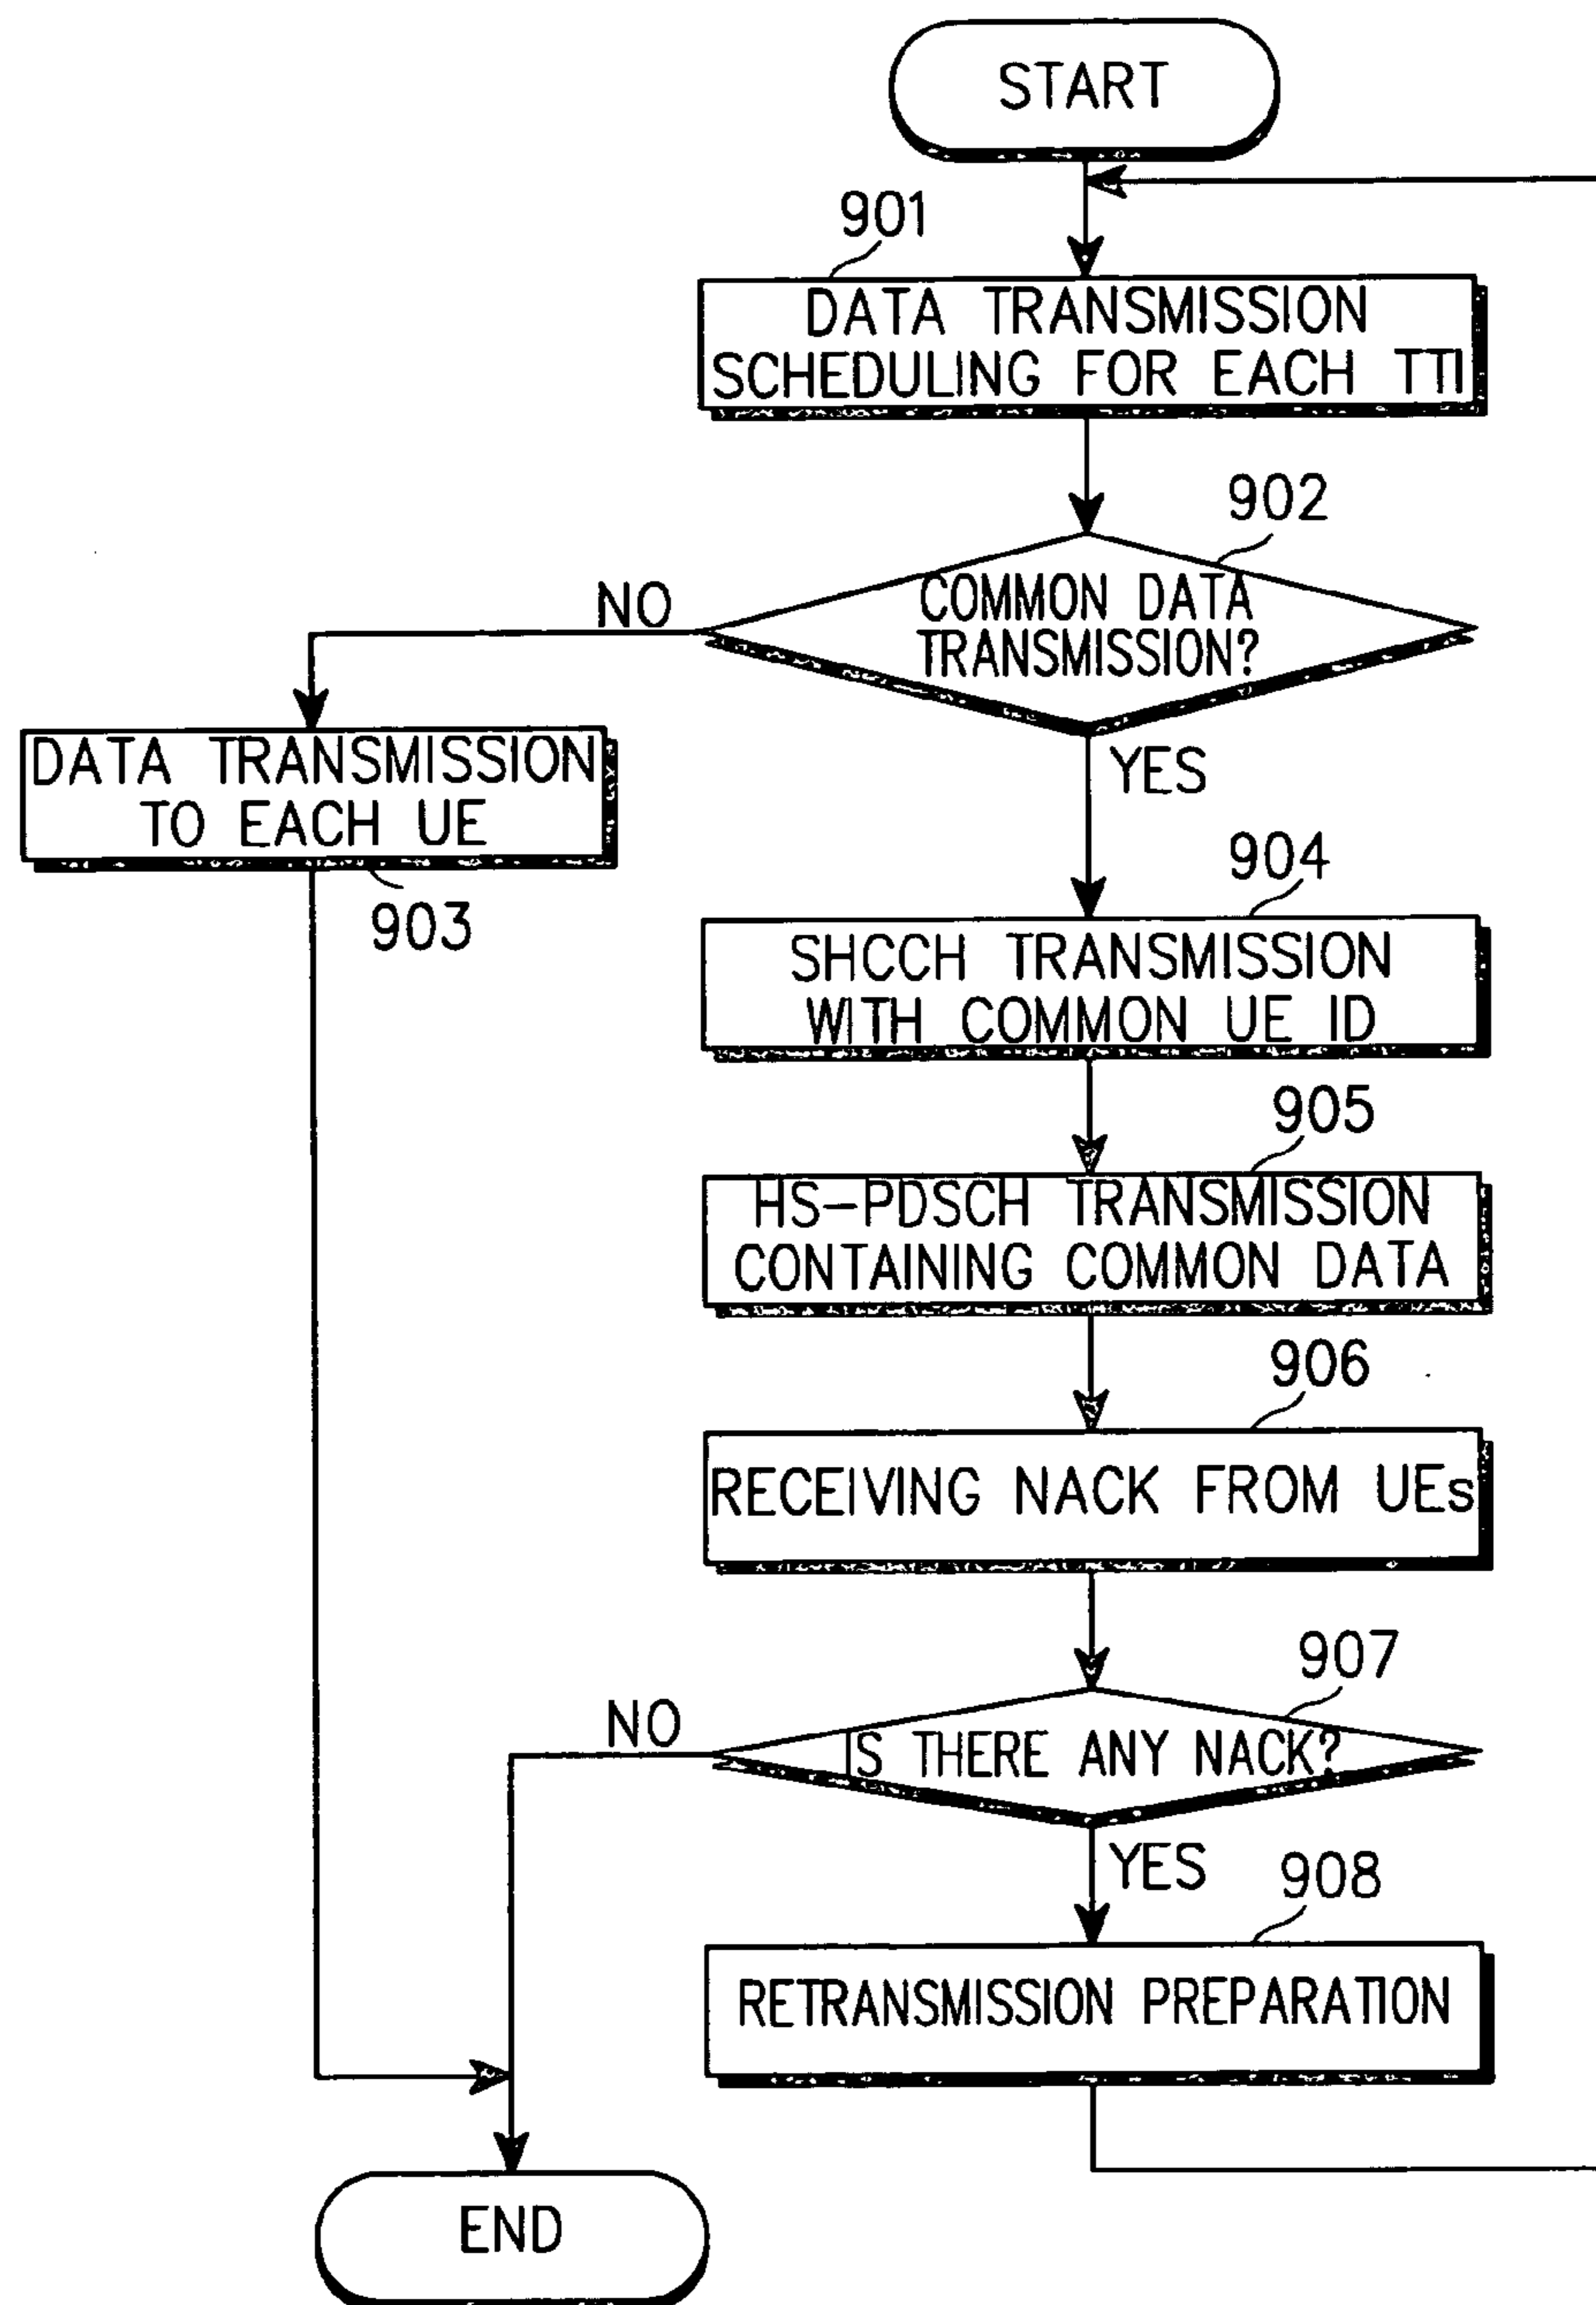 START
901
DATA TRANSMISSION
SCHEDULING FOR EACH TTI
902
COMMON DATA
TRANSMISSION?
NO
YES
DATA TRANSMISSION
TO EACH UE
903
904
SHCCH TRANSMISSION
WITH COMMON UE ID
905
HS-PDSCH TRANSMISSION
CONTAINING COMMON DATA
906
RECEIVING NACK FROM UEs
907
IS THERE ANY NACK?
NO
YES
908
RETRANSMISSION PREPARATION
END